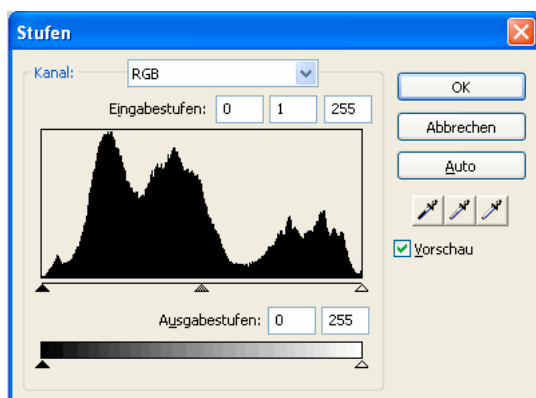 Stufen
Kanal: RGB
Eingabestufen: 0 1 255
OK
Abbrechen
Auto
Vorschau
Ausgabestufen: 0 255